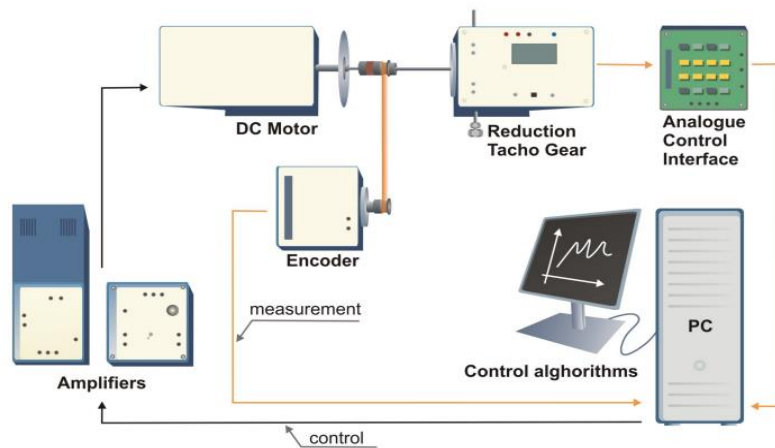 DC Motor
Reduction
Tacho Gear
Analogue
Control
Interface
Encoder
measurement
PC
Amplifiers
Control alghorithms
control